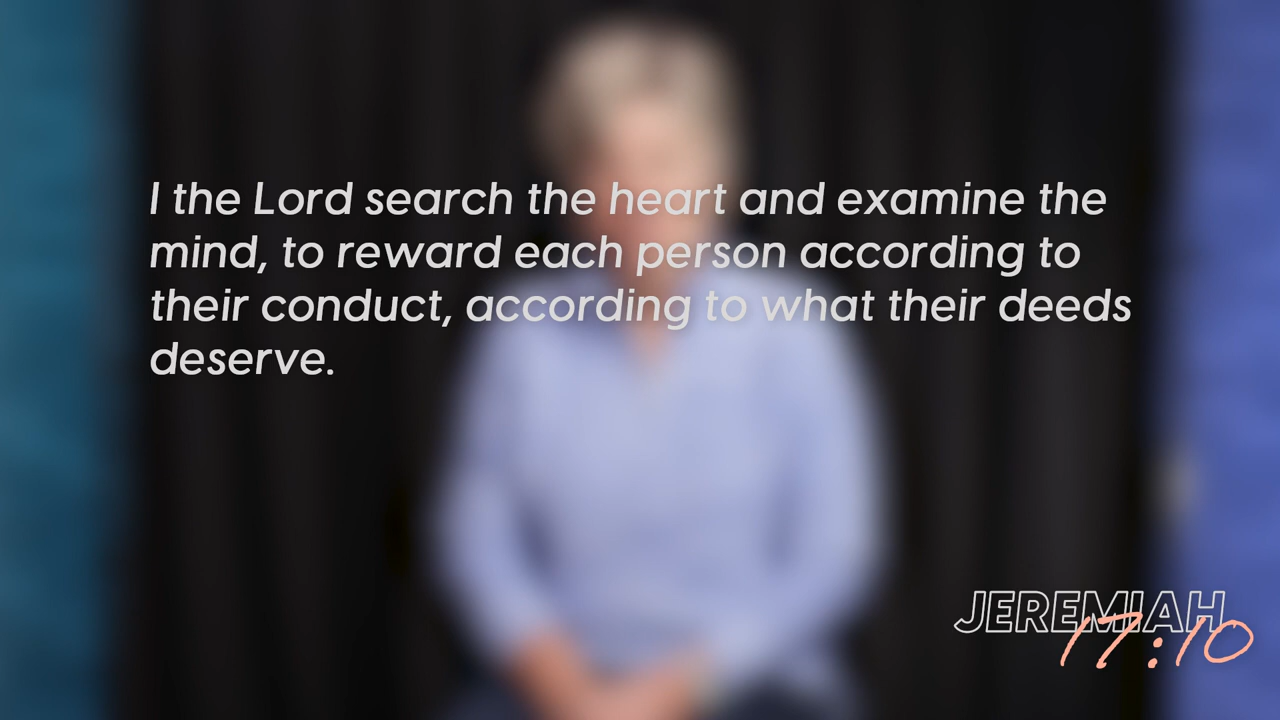 I the Lord search the heart and examine the
mind, to reward each person according to
their conduct, according to what their deeds
deserve.
JEREMIAH
17:10